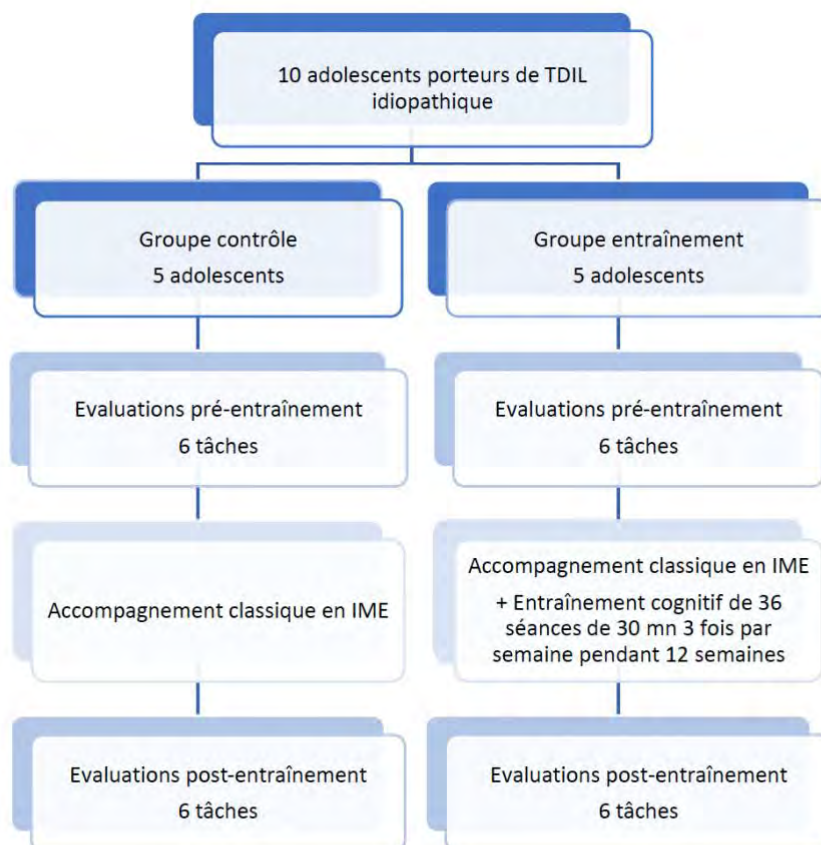 10 adolescents porteurs de TDIL
idiopathique
Groupe contrôle
5 adolescents
Groupe entraînement
5 adolescents
Evaluations pré-entraînement
6 tâches
Evaluations pré-entraînement
6 tâches
Accompagnement classique en IME
Accompagnement classique en IME
+ Entraînement cognitif de 36
séances de 30 mn 3 fois par
semaine pendant 12 semaines
Evaluations post-entraînement
6 tâches
Evaluations post-entraînement
6 tâches